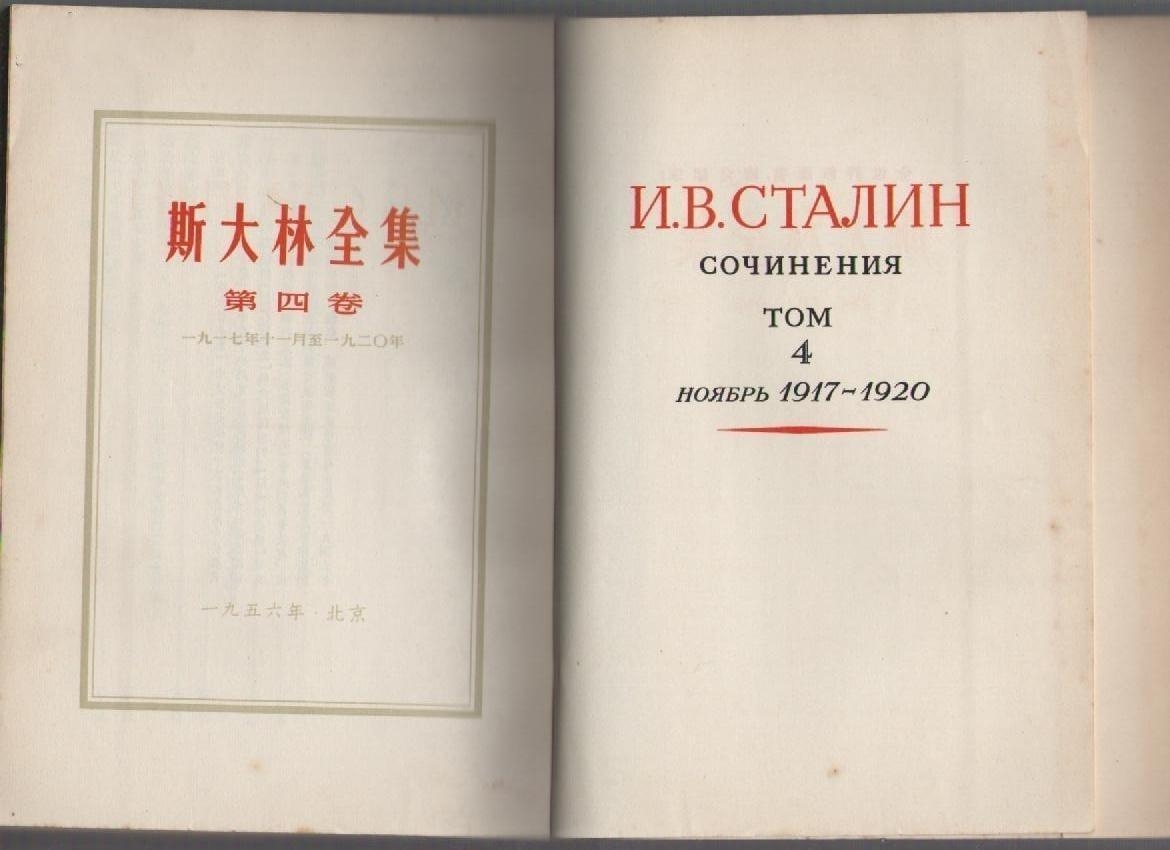 斯大林全集
第四卷
一九一七年十一月至一九二〇年
一九五六年·北京
И.В.СТАЛИН
СОЧИНЕНИЯ
ТОМ
4
НОЯБРЬ 1917-1920